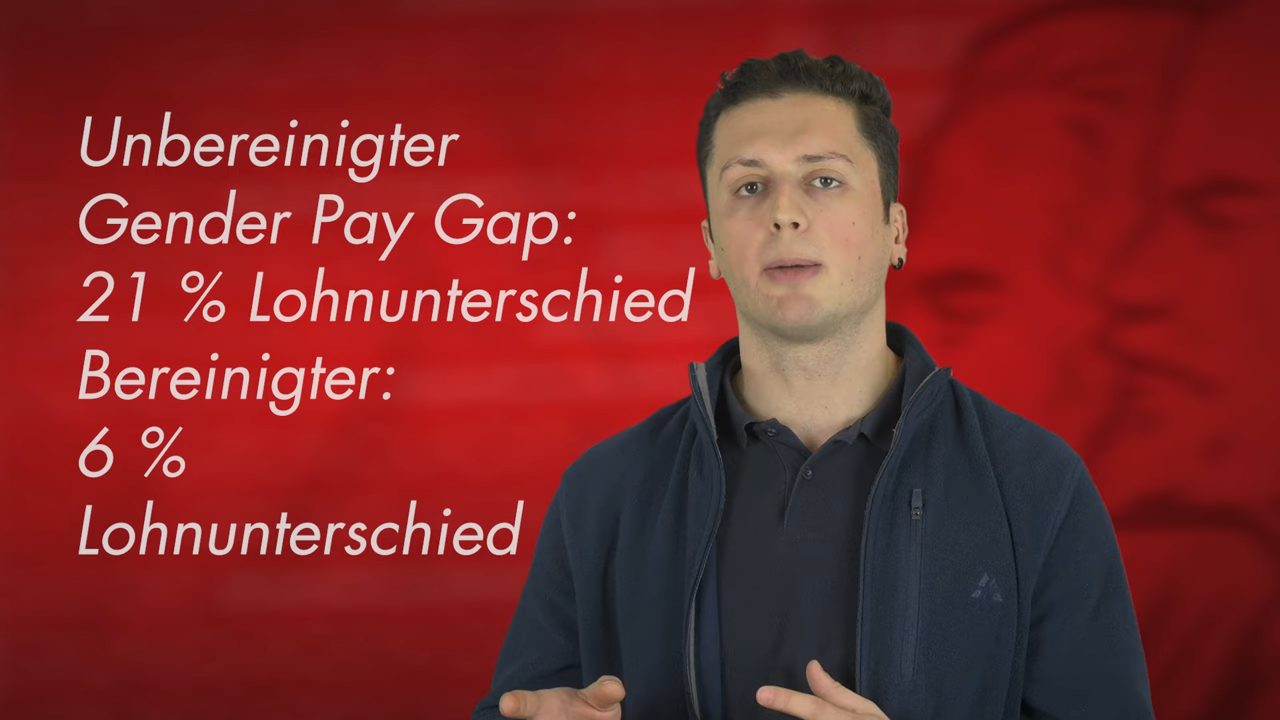 Unbereinigter
Gender Pay Gap:
21 % Lohnunterschied
Bereinigter:
6 %
Lohnunterschied